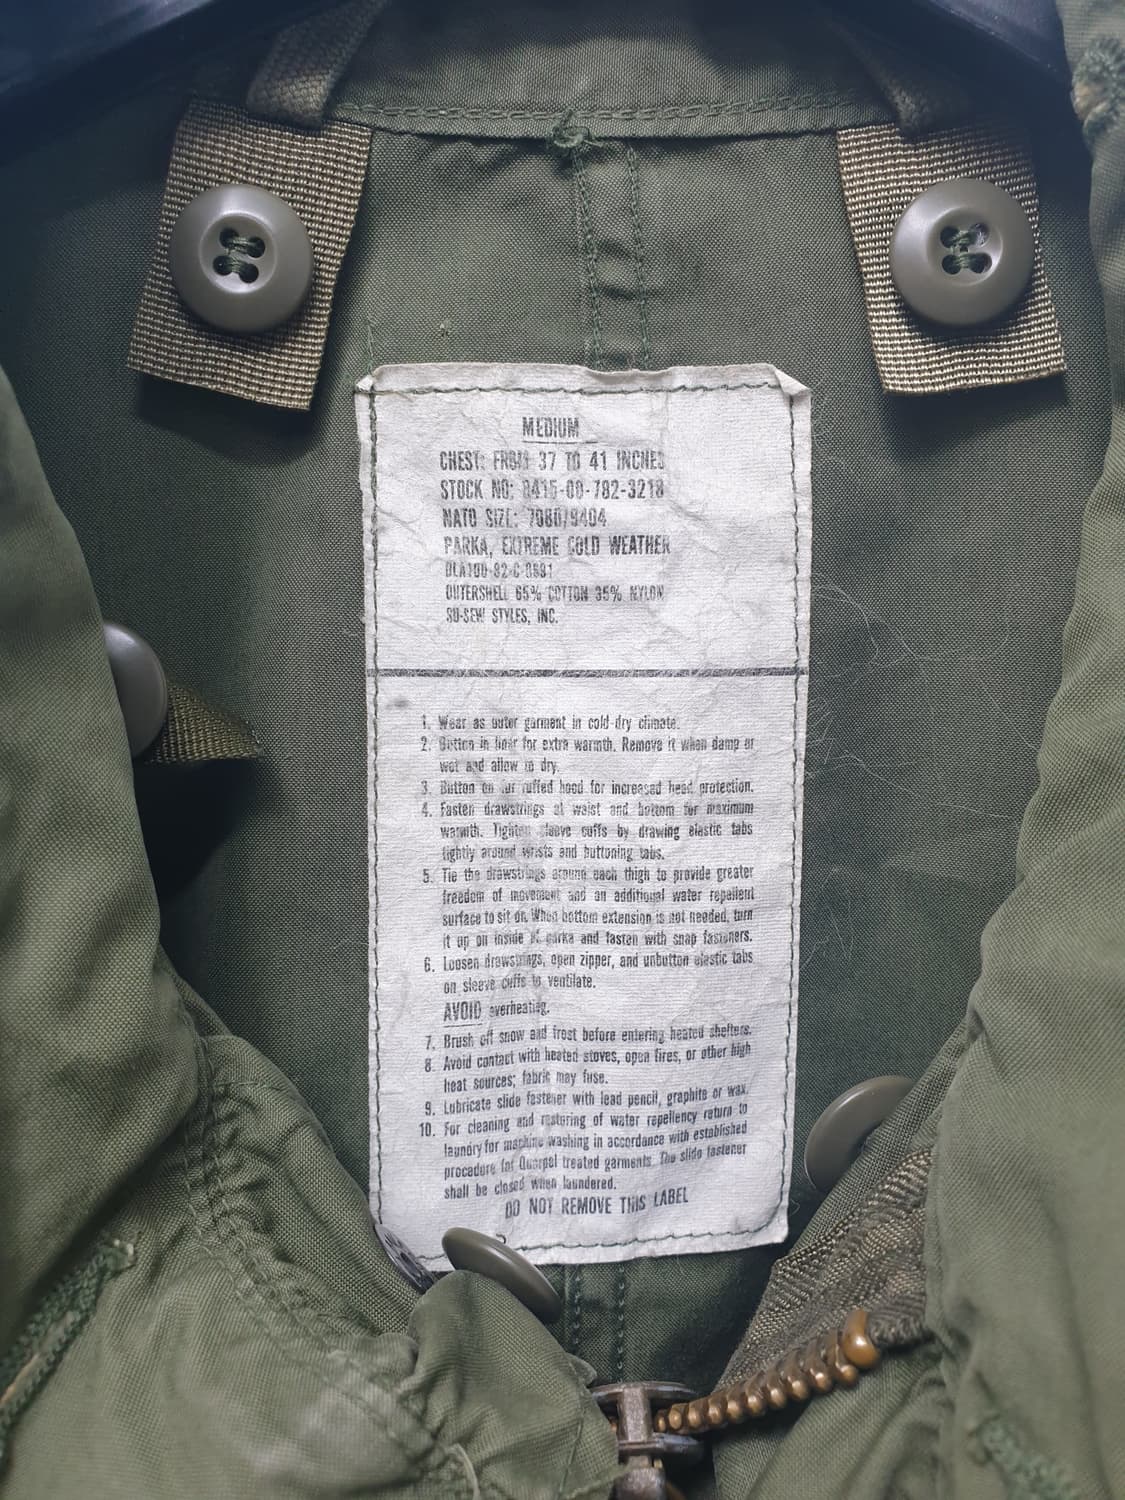 MEDIUM
CHEST: FROM 37 TO 41 INCHES
STOCK NO: 8415-00-782-3218
NATO SIZE: 7080/9404
PARKA, EXTREME COLD WEATHER
OUTERSHELL 65% COTTON 35% NYLON
SO-SEW STYLES, INC.
1. Wear as outer garment in cold-dry climate.
2. Button in liner for extra warmth. Remove it when damp or
wet and allow to dry.
3. Button on fur ruffed hood for increased head protection.
4. Fasten drawstrings at waist and bottom for maximum
warmth. Tighten sleeve cuffs by drawing elastic tabs
tightly around wrists and buttoning tabs.
5. Tie the drawstrings around each thigh to provide greater
freedom of movement and an additional water repellent
surface to sit on. When bottom extension is not needed, turn
it up on inside of parka and fasten with snap fasteners.
6. Loosen drawstrings, open zipper, and unbutton elastic tabs
on sleeve cuffs to ventilate.
AVOID overheating.
7. Brush off snow and frost before entering heated shelters.
8. Avoid contact with heated stoves, open fires, or other high
heat sources; fabric may fuse.
9. Lubricate slide fastener with lead pencil, graphite or wax.
10. For cleaning and restoring of water repellency return to
laundry for machine washing in accordance with established
procedure for Quarpel treated garments. The slide fastener
shall be closed when laundered.
DO NOT REMOVE THIS LABEL